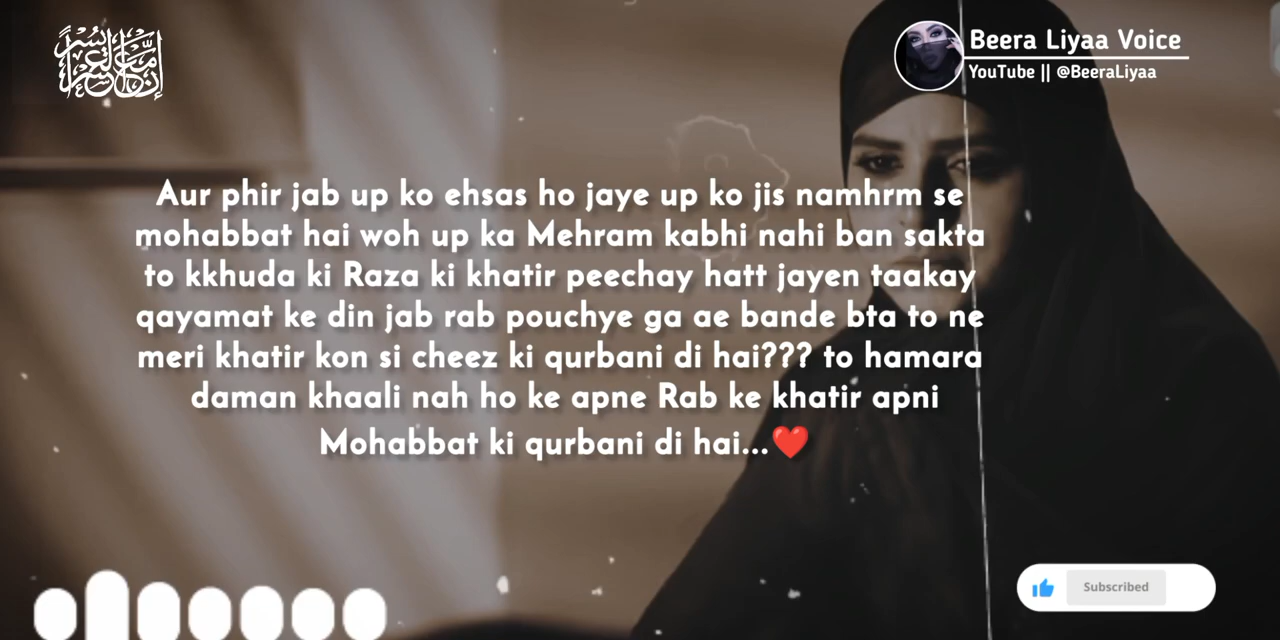 إن مع العسر يسرا
Beera Liyaa Voice
YouTube || @BeeraLiyaa
Aur phir jab up ko ehsas ho jaye up ko jis namhrm se
mohabbat hai woh up ka Mehram kabhi nahi ban sakta
to kkhuda ki Raza ki khatir peechay hatt jayen taakay
qayamat ke din jab rab pouchye ga ae bande bta to ne
meri khatir kon si cheez ki qurbani di hai??? to hamara
daman khaali nah ho ke apne Rab ke khatir apni
Mohabbat ki qurbani di hai...❤️
Subscribed